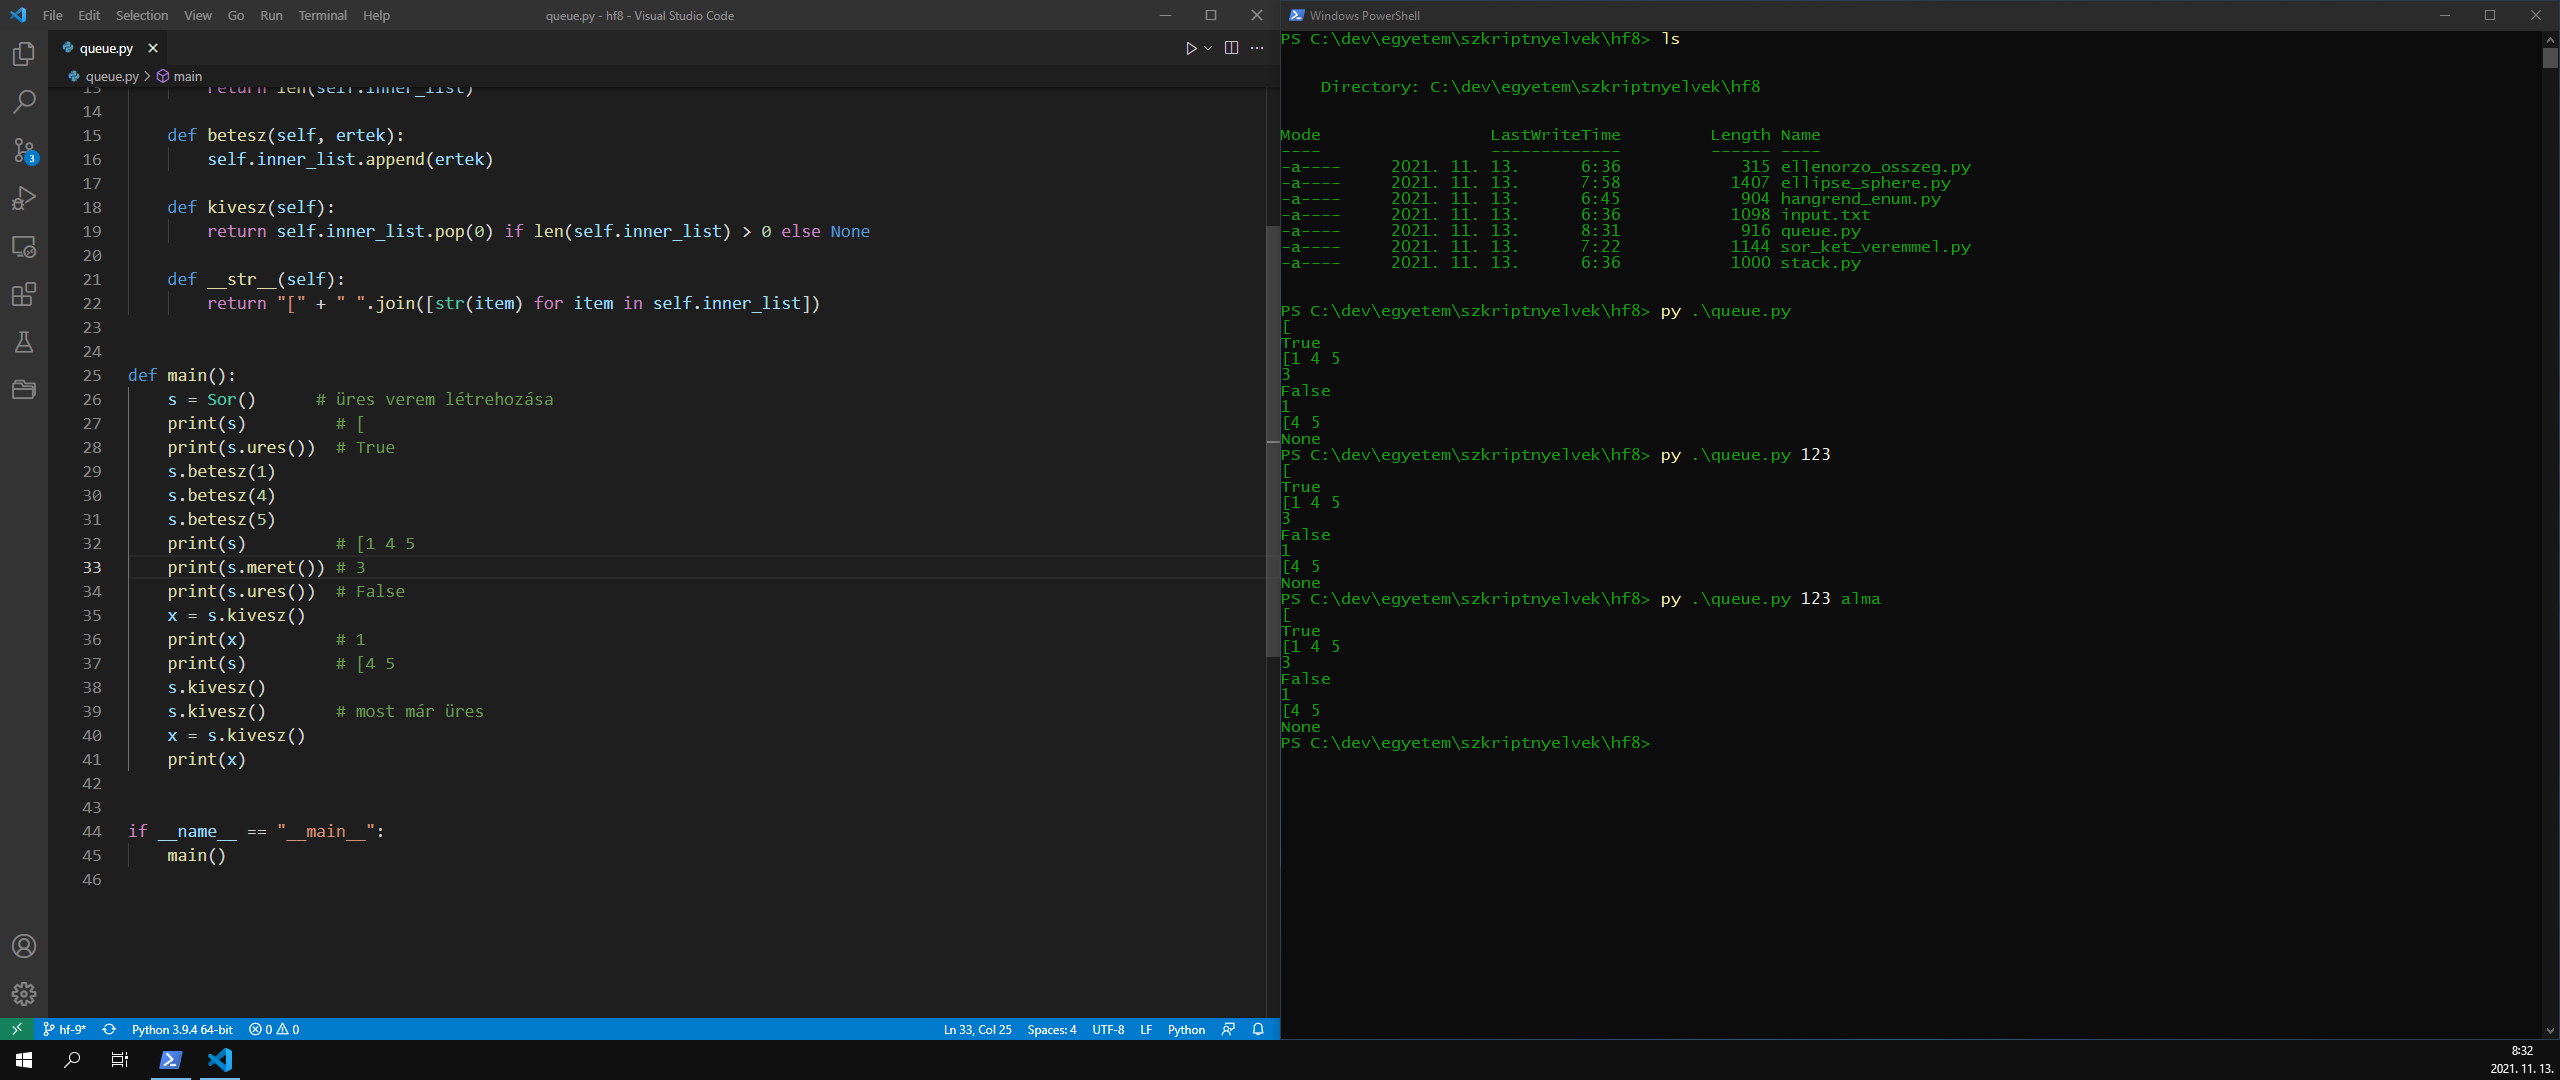 File Edit Selection View Go Run Terminal Help queue.py - hf8 - Visual Studio Code
queue.py
queue.py > main
13 return len(self.inner_list)
14
15 def betesz(self, ertek):
16 self.inner_list.append(ertek)
17
18 def kivesz(self):
19 return self.inner_list.pop(0) if len(self.inner_list) > 0 else None
20
21 def __str__(self):
22 return "[" + " ".join([str(item) for item in self.inner_list])
23
24
25 def main():
26 s = Sor() # üres verem létrehozása
27 print(s) # [
28 print(s.ures()) # True
29 s.betesz(1)
30 s.betesz(4)
31 s.betesz(5)
32 print(s) # [1 4 5
33 print(s.meret()) # 3
34 print(s.ures()) # False
35 x = s.kivesz()
36 print(x) # 1
37 print(s) # [4 5
38 s.kivesz()
39 s.kivesz() # most már üres
40 x = s.kivesz()
41 print(x)
42
43
44 if __name__ == "__main__":
45 main()
46
3
hf-9* Python 3.9.4 64-bit 0 0 Ln 33, Col 25 Spaces: 4 UTF-8 LF Python
Windows PowerShell
PS C:\dev\egyetem\szkriptnyelvek\hf8> ls
Directory: C:\dev\egyetem\szkriptnyelvek\hf8
Mode LastWriteTime Length Name
---- ------------- ------ ----
-a---- 2021. 11. 13. 6:36 315 ellenorzo_osszeg.py
-a---- 2021. 11. 13. 7:58 1407 ellipse_sphere.py
-a---- 2021. 11. 13. 6:45 904 hangrend_enum.py
-a---- 2021. 11. 13. 6:36 1098 input.txt
-a---- 2021. 11. 13. 8:31 916 queue.py
-a---- 2021. 11. 13. 7:22 1144 sor_ket_veremmel.py
-a---- 2021. 11. 13. 6:36 1000 stack.py
PS C:\dev\egyetem\szkriptnyelvek\hf8> py .\queue.py
[
True
[1 4 5
3
False
1
[4 5
None
PS C:\dev\egyetem\szkriptnyelvek\hf8> py .\queue.py 123
[
True
[1 4 5
3
False
1
[4 5
None
PS C:\dev\egyetem\szkriptnyelvek\hf8> py .\queue.py 123 alma
[
True
[1 4 5
3
False
1
[4 5
None
PS C:\dev\egyetem\szkriptnyelvek\hf8>
8:32
2021. 11. 13.